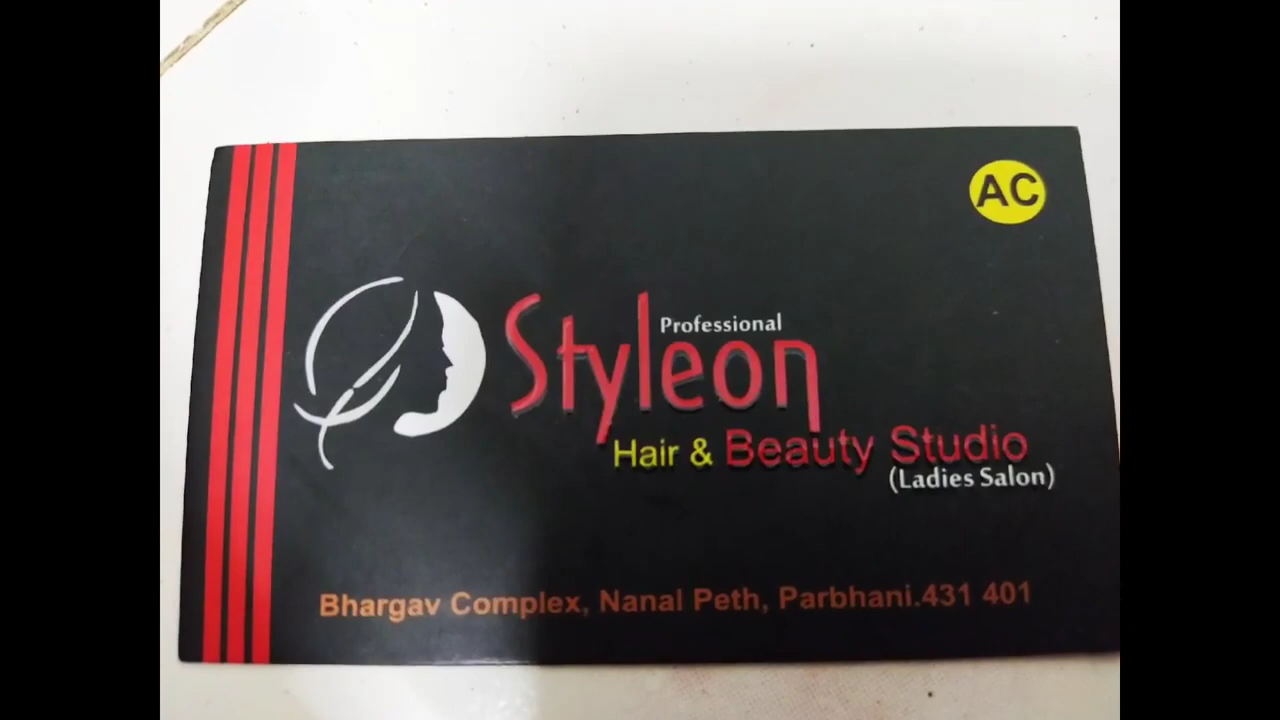 AC
Professional
Styleon
Hair & Beauty Studio
(Ladies Salon)
Bhargav Complex, Nanal Peth, Parbhani.431 401